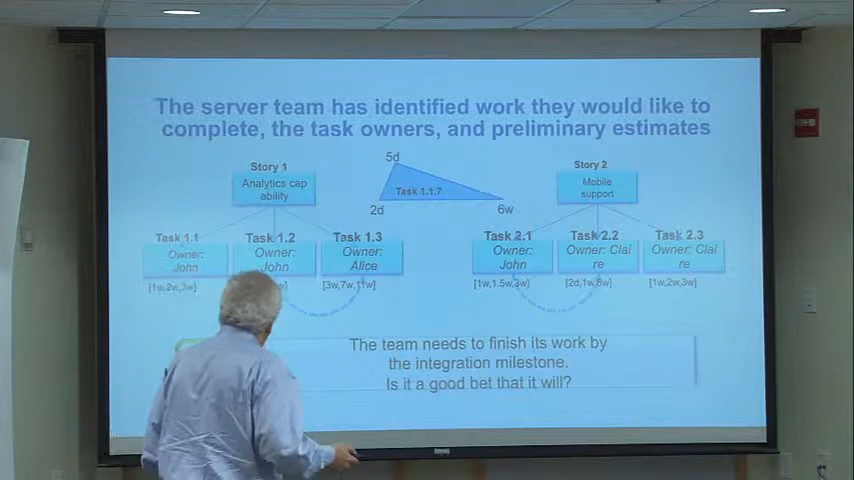 The server team has identified work they would like to
complete, the task owners, and preliminary estimates
Story 1
Analytics cap
ability
5d
Task 1.1.7
2d
6w
Story 2
Mobile
support
Task 1.1
Owner:
John
[1w,2w,3w]
Task 1.2
Owner:
John
Task 1.3
Owner:
Alice
[3w,7w,11w]
Task 2.1
Owner:
John
[1w,1.5w,3w]
Task 2.2
Owner: Clai
re
[2d,1w,6w]
Task 2.3
Owner: Clai
re
[1w,2w,3w]
The team needs to finish its work by
the integration milestone.
Is it a good bet that it will?